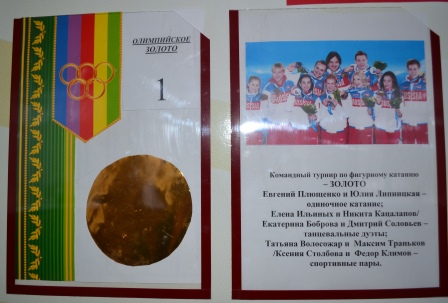 ОЛИМПИЙСКОЕ
ЗОЛОТО
1
Командный турнир по фигурному катанию
– ЗОЛОТО
Евгений Плющенко и Юлия Липницкая –
одиночное катание;
Елена Ильиных и Никита Кацалапов/
Екатерина Боброва и Дмитрий Соловьев –
танцевальные дуэты;
Татьяна Волосожар и Максим Траньков
/Ксения Столбова и Федор Климов –
спортивные пары.